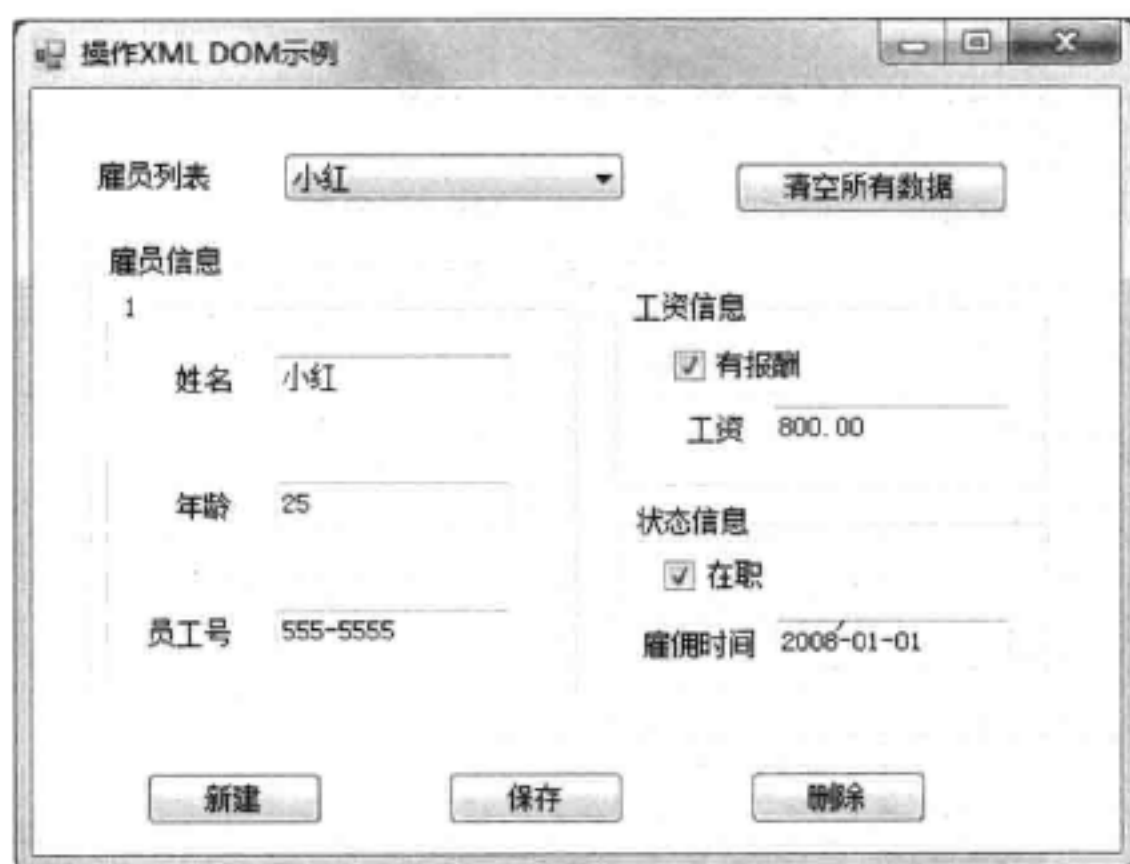 操作XML DOM示例
雇员列表 小红 清空所有数据
雇员信息
1
姓名 小红
年龄 25
员工号 555-5555
工资信息
有报酬
工资 800.00
状态信息
在职
雇佣时间 2008-01-01
新建 保存 删除